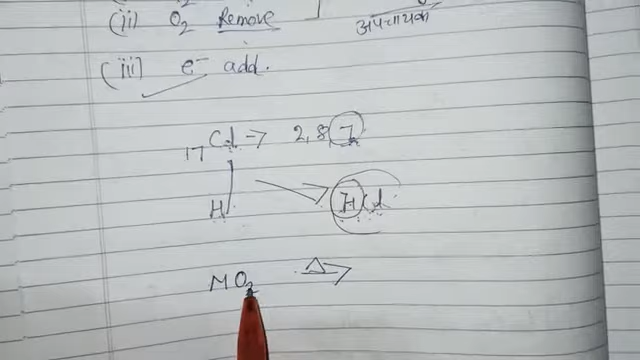 (ii) O₂ Remove
अपचायक
(iii) e⁻ add.
₁₇Cl → 2, 8, 7
H
HCl
MO₂ Δ→